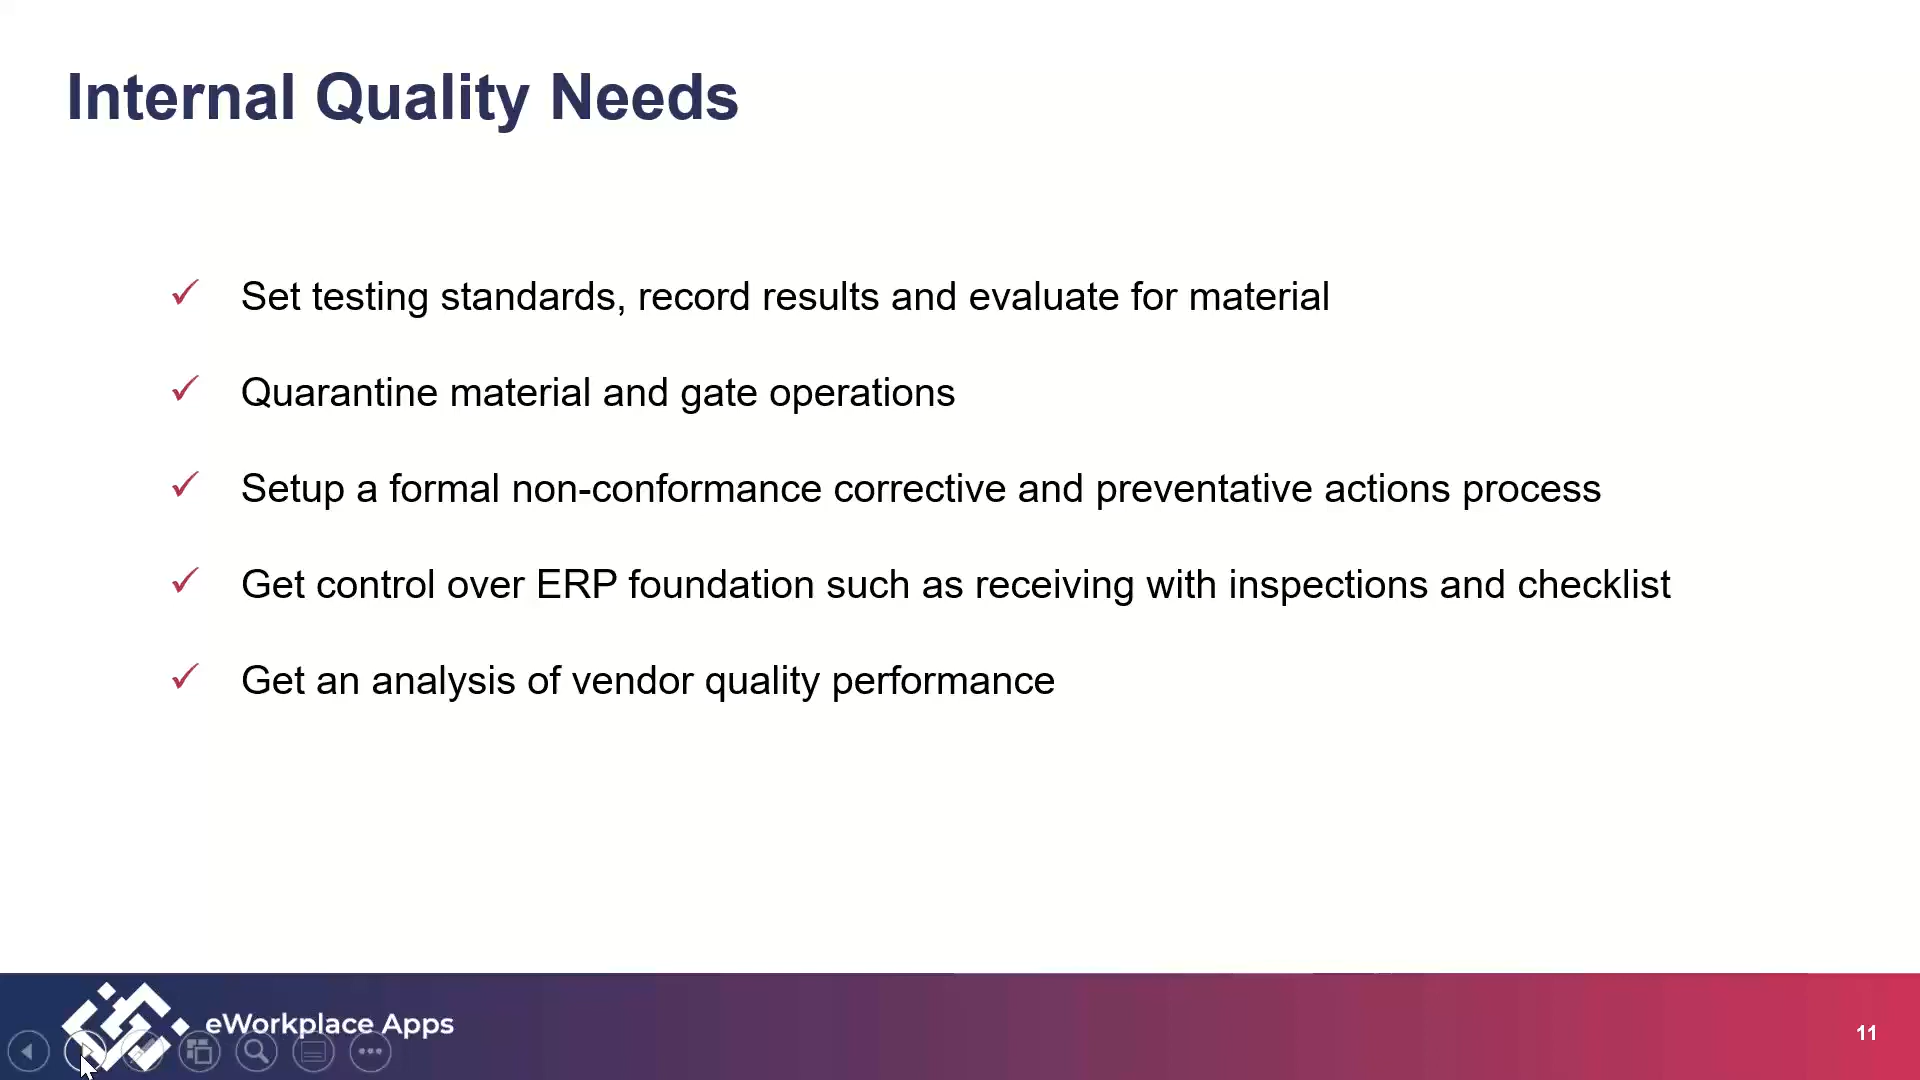 Internal Quality Needs
Set testing standards, record results and evaluate for material
Quarantine material and gate operations
Setup a formal non-conformance corrective and preventative actions process
Get control over ERP foundation such as receiving with inspections and checklist
Get an analysis of vendor quality performance
eWorkplace Apps
11